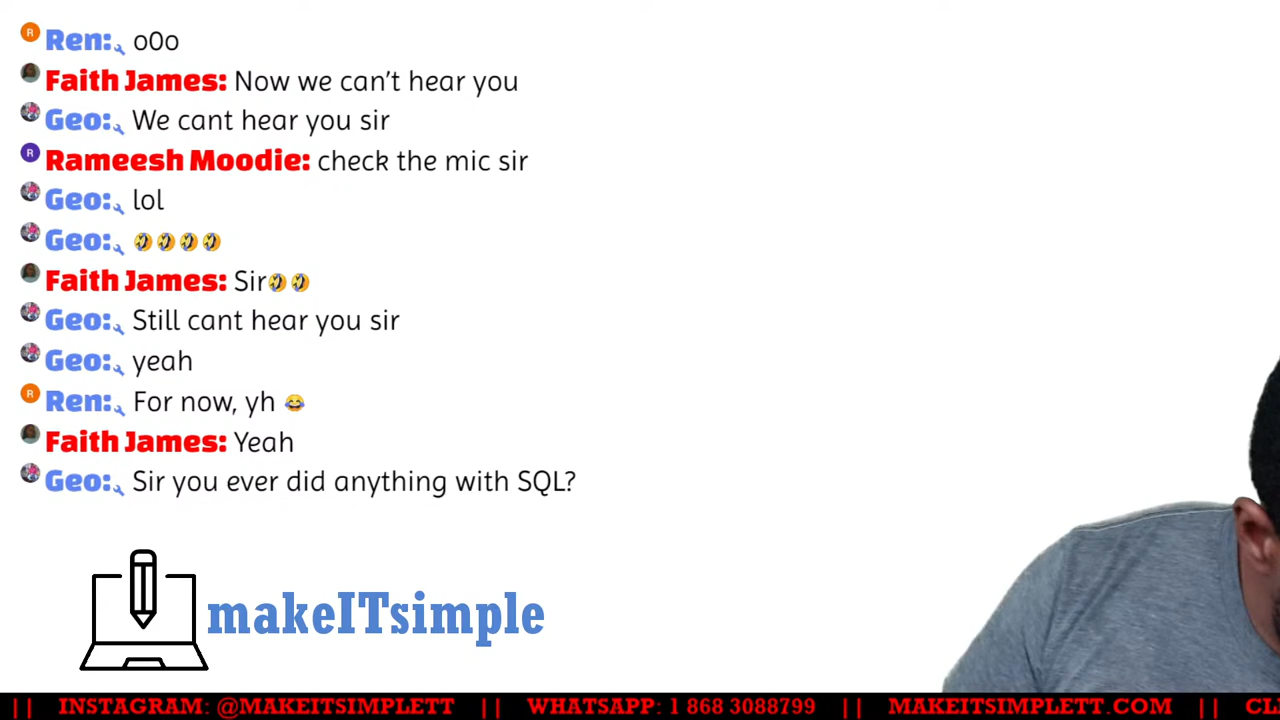 R Ren: o0o
Faith James: Now we can't hear you
Geo: We cant hear you sir
R Rameesh Moodie: check the mic sir
Geo: lol
Geo: 🤣🤣🤣🤣
Faith James: Sir🤣🤣
Geo: Still cant hear you sir
Geo: yeah
R Ren: For now, yh 😂
Faith James: Yeah
Geo: Sir you ever did anything with SQL?
makeITsimple
|| INSTAGRAM: @MAKEITSIMPLETT || WHATSAPP: 1 868 3088799 || MAKEITSIMPLETT.COM || CL